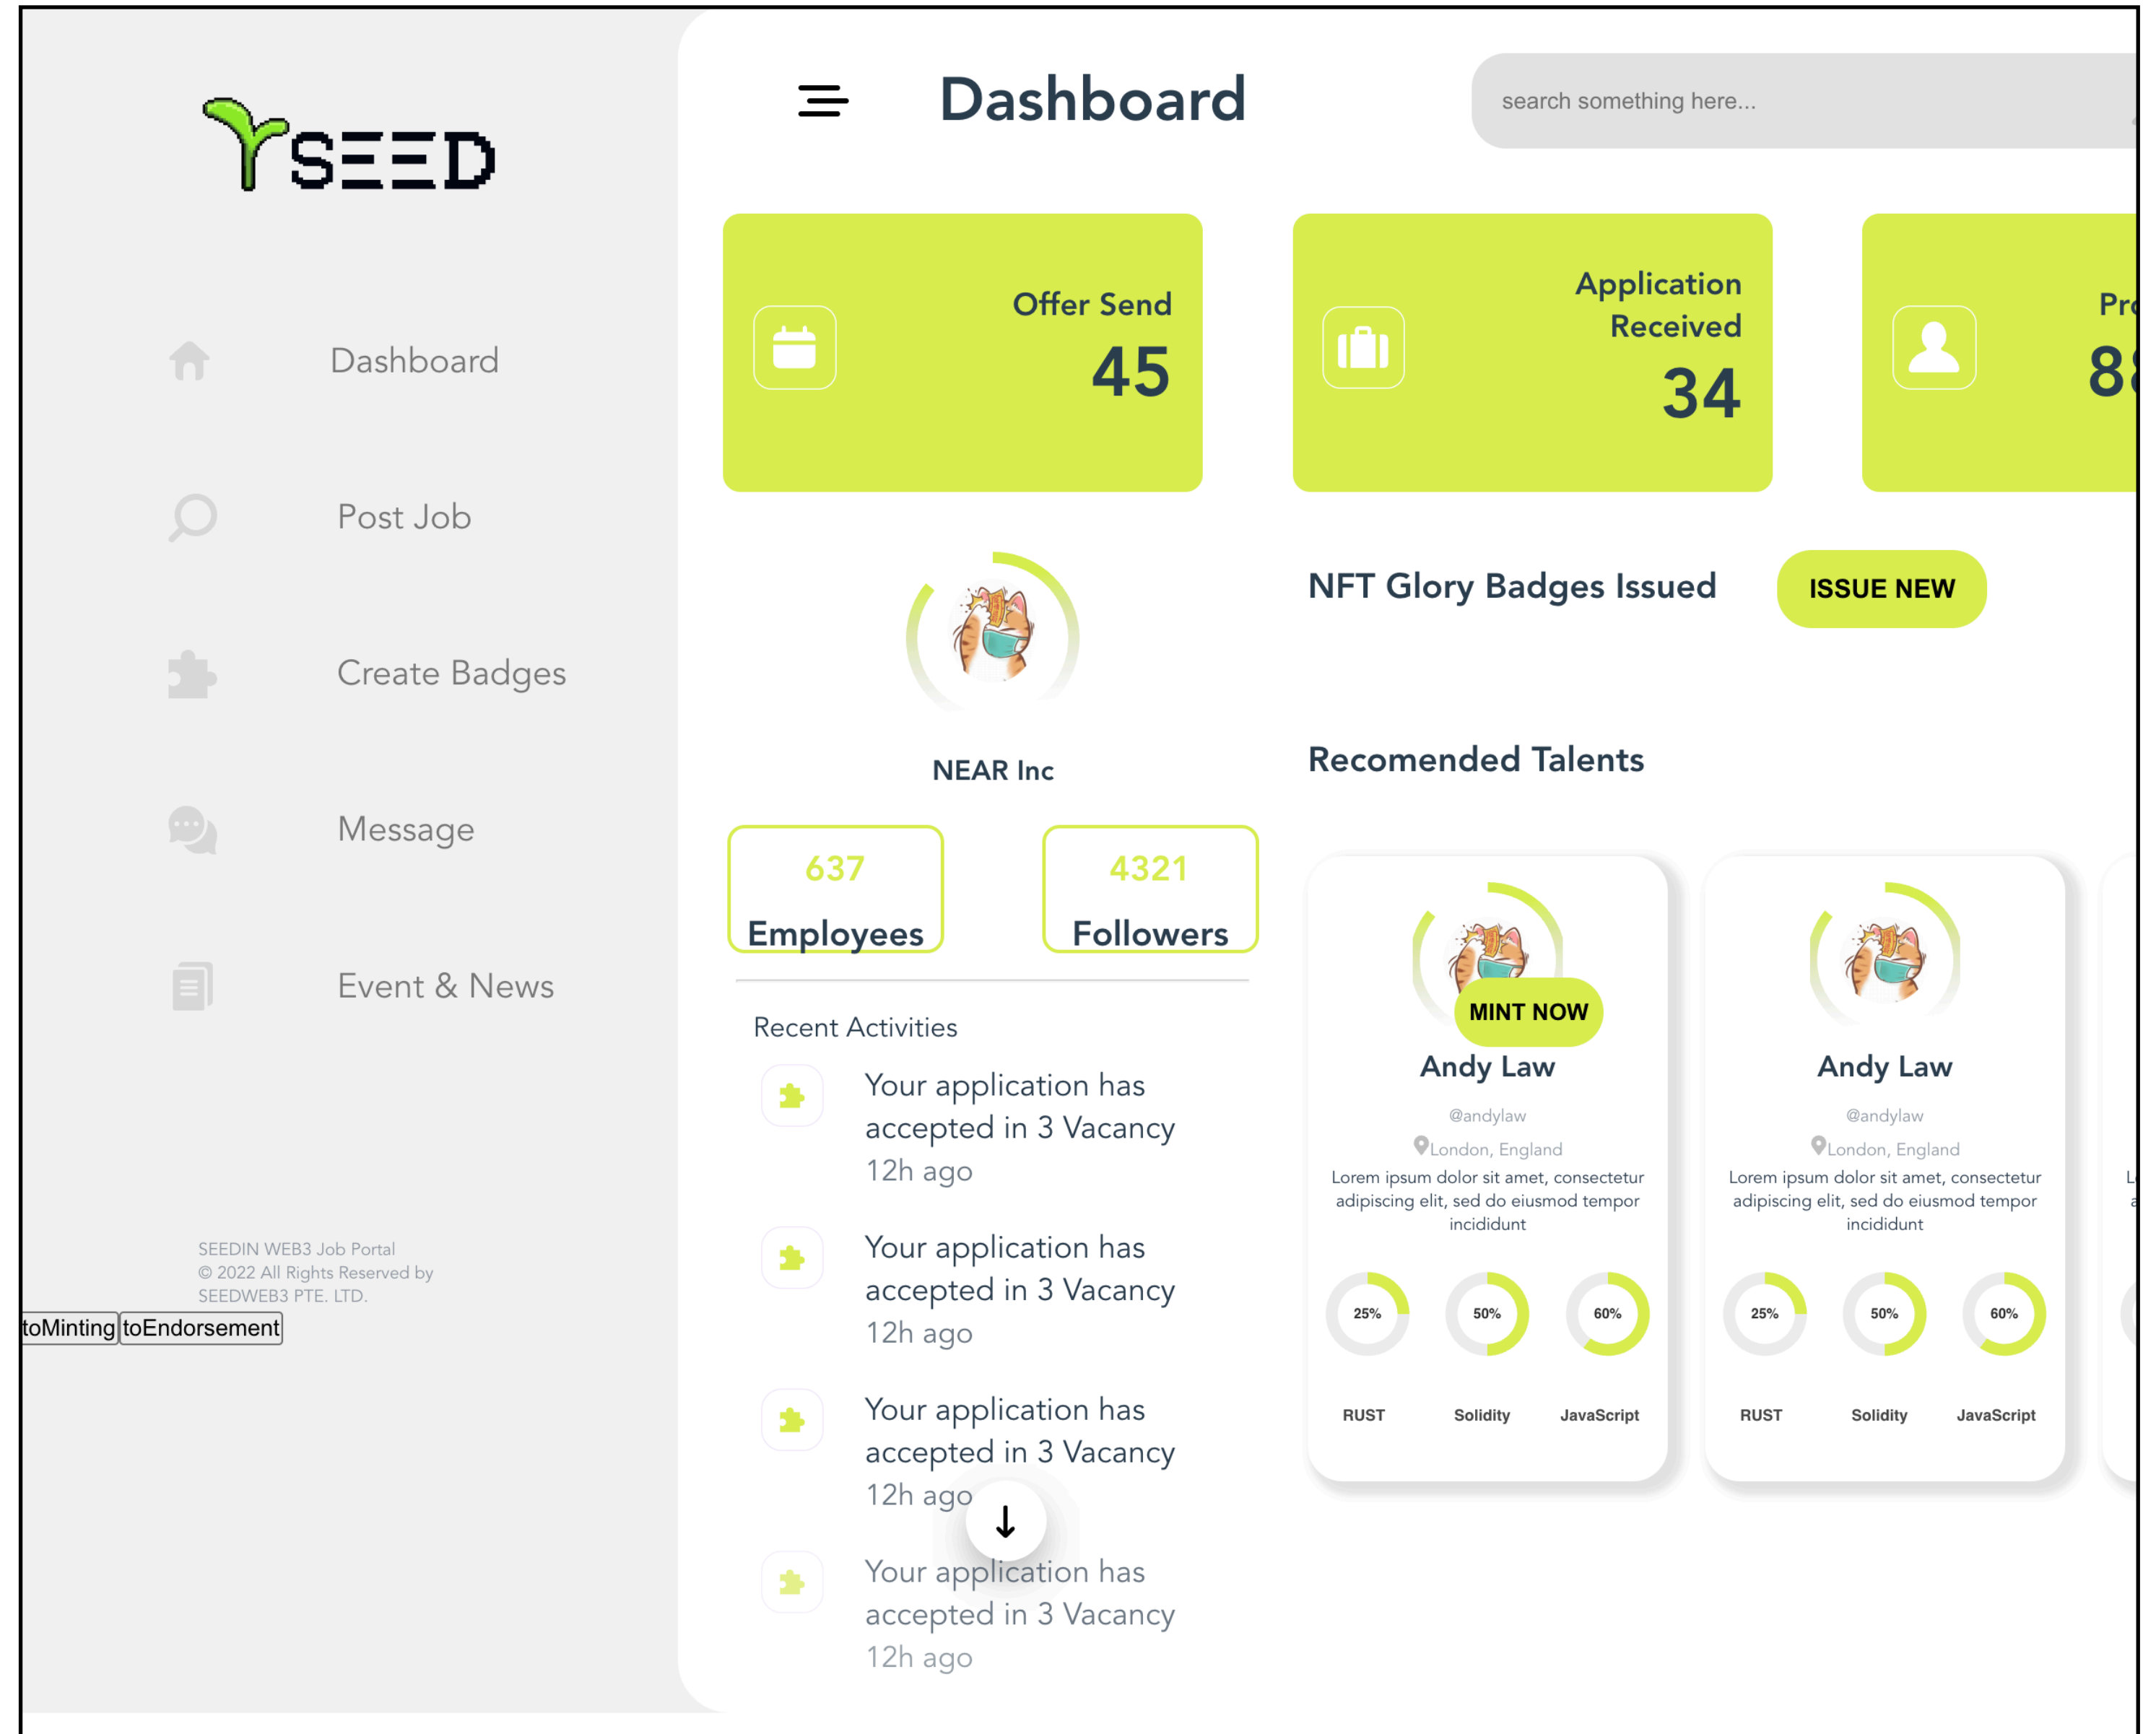 SEED
Dashboard
Post Job
Create Badges
Message
Event & News
SEEDIN WEB3 Job Portal
© 2022 All Rights Reserved by
SEEDWEB3 PTE. LTD.
toMinting
toEndorsement
Dashboard
search something here...
Offer Send
45
Application
Received
34
NEAR Inc
637
Employees
4321
Followers
Recent Activities
Your application has
accepted in 3 Vacancy
12h ago
Your application has
accepted in 3 Vacancy
12h ago
Your application has
accepted in 3 Vacancy
12h ago
Your application has
accepted in 3 Vacancy
12h ago
NFT Glory Badges Issued
ISSUE NEW
Recomended Talents
MINT NOW
Andy Law
@andylaw
London, England
Lorem ipsum dolor sit amet, consectetur
adipiscing elit, sed do eiusmod tempor
incididunt
25%
50%
60%
RUST
Solidity
JavaScript
Andy Law
@andylaw
London, England
Lorem ipsum dolor sit amet, consectetur
adipiscing elit, sed do eiusmod tempor
incididunt
25%
50%
60%
RUST
Solidity
JavaScript